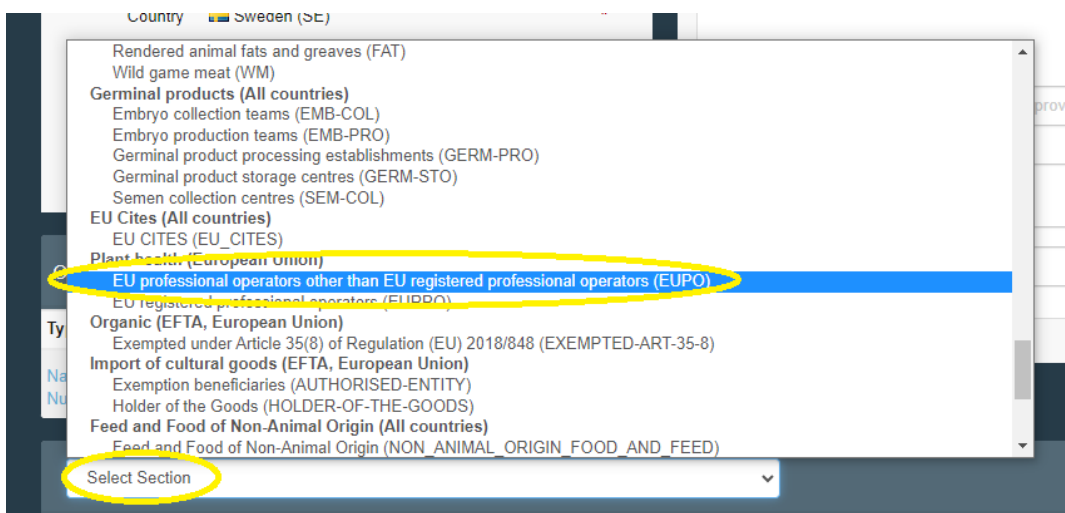 Country Sweden (SE)
Rendered animal fats and greaves (FAT)
Wild game meat (WM)
Germinal products (All countries)
Embryo collection teams (EMB-COL)
Embryo production teams (EMB-PRO)
Germinal product processing establishments (GERM-PRO)
Germinal product storage centres (GERM-STO)
Semen collection centres (SEM-COL)
EU Cites (All countries)
EU CITES (EU_CITES)
Plant health (European Union)
EU professional operators other than EU registered professional operators (EUPO)
EU registered professional operators (EURPO)
Organic (EFTA, European Union)
Exempted under Article 35(8) of Regulation (EU) 2018/848 (EXEMPTED-ART-35-8)
Import of cultural goods (EFTA, European Union)
Exemption beneficiaries (AUTHORISED-ENTITY)
Holder of the Goods (HOLDER-OF-THE-GOODS)
Feed and Food of Non-Animal Origin (All countries)
Feed and Food of Non-Animal Origin (NON_ANIMAL_ORIGIN_FOOD_AND_FEED)
Select Section